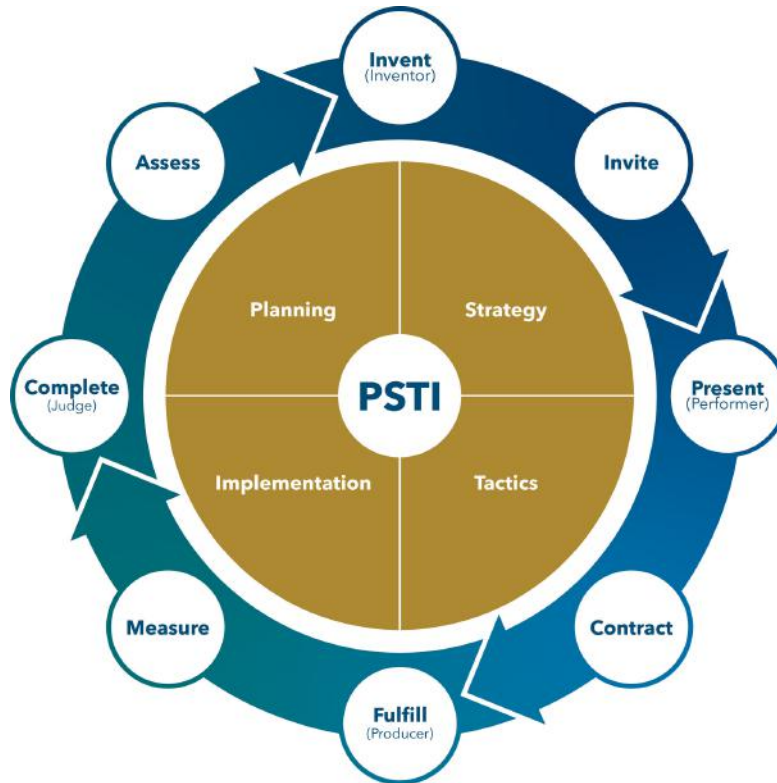 Invent
(Inventor)
Assess
Invite
Planning
Strategy
Complete
(Judge)
PSTI
Present
(Performer)
Implementation
Tactics
Measure
Contract
Fulfill
(Producer)